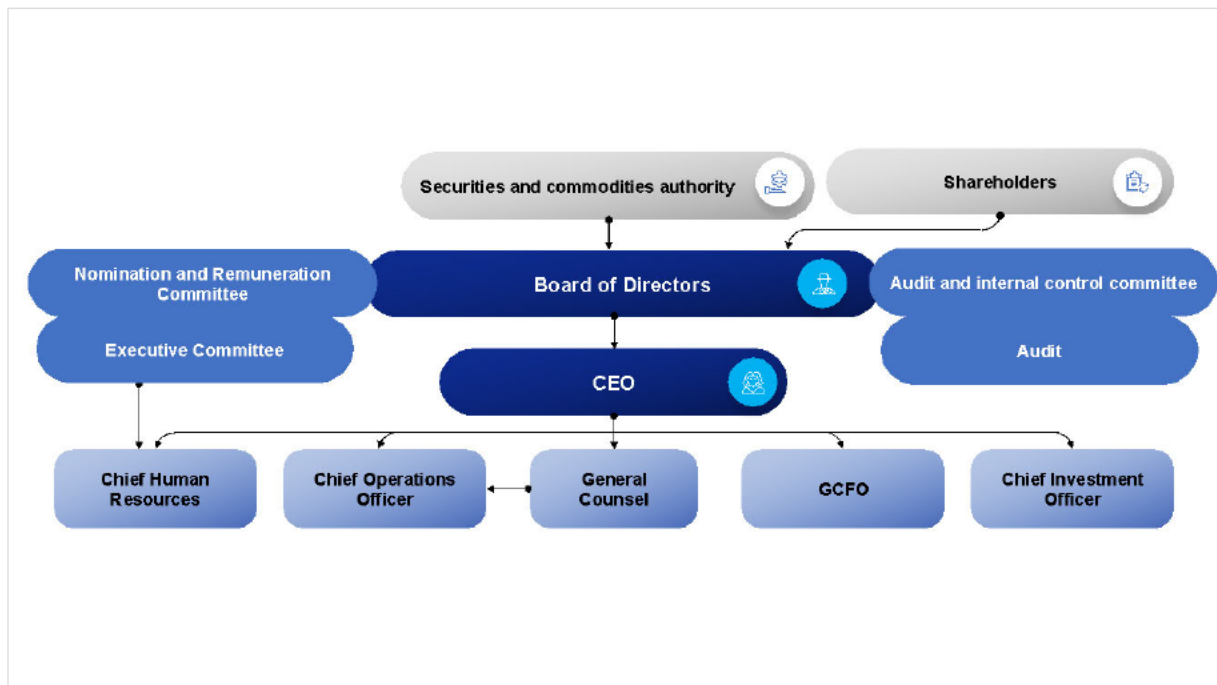 Securities and commodities authority
Shareholders
Nomination and Remuneration
Committee
Board of Directors
Audit and internal control committee
Executive Committee
Audit
CEO
Chief Human
Resources
Chief Operations
Officer
General
Counsel
GCFO
Chief Investment
Officer